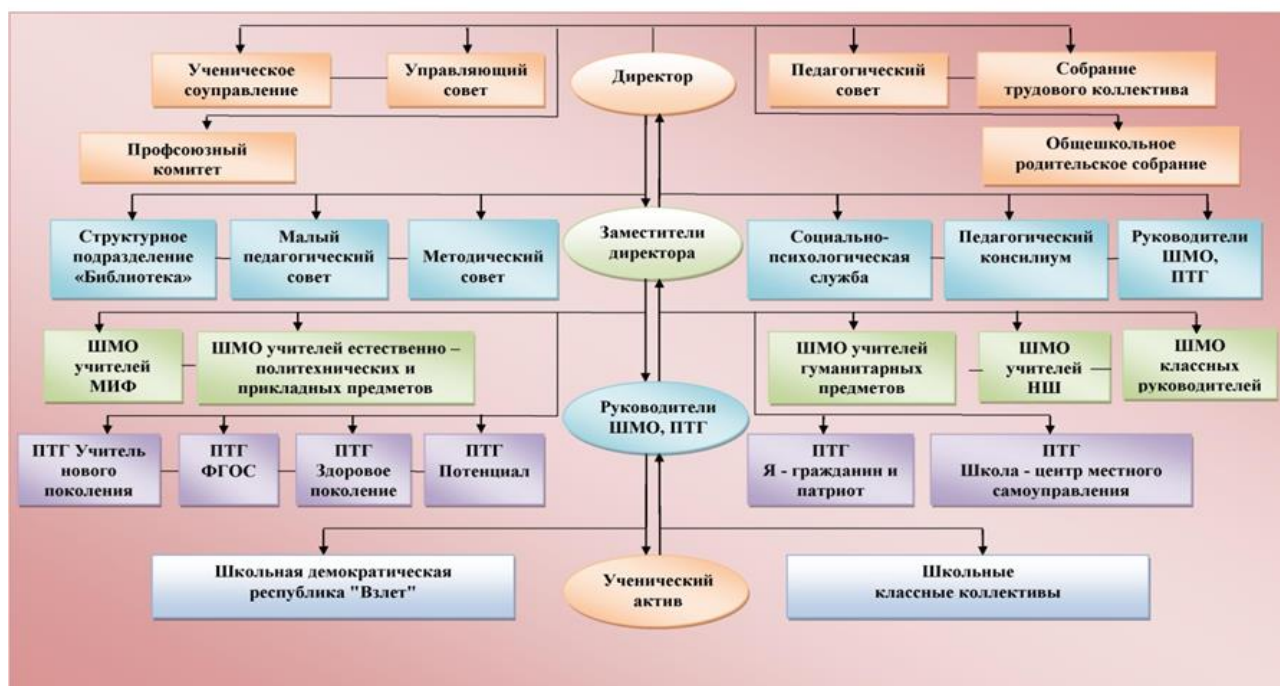 Ученическое
соуправление
Управляющий
совет
Директор
Педагогический
совет
Собрание
трудового коллектива
Профсоюзный
комитет
Общешкольное
родительское собрание
Структурное
подразделение
«Библиотека»
Малый
педагогический
совет
Методический
совет
Заместители
директора
Социально-
психологическая
служба
Педагогический
консилиум
Руководители
ШМО,
ПТГ
ШМО
учителей
МИФ
ШМО учителей естественно –
политехнических и
прикладных предметов
ШМО учителей
гуманитарных
предметов
ШМО
учителей
НШ
ШМО
классных
руководителей
Руководители
ШМО, ПТГ
ПТГ Учитель
нового
поколения
ПТГ
ФГОС
ПТГ
Здоровое
поколение
ПТГ
Потенциал
ПТГ
Я - гражданин и
патриот
ПТГ
Школа - центр местного
самоуправления
Школьная демократическая
республика "Взлет"
Ученический
актив
Школьные
классные коллективы